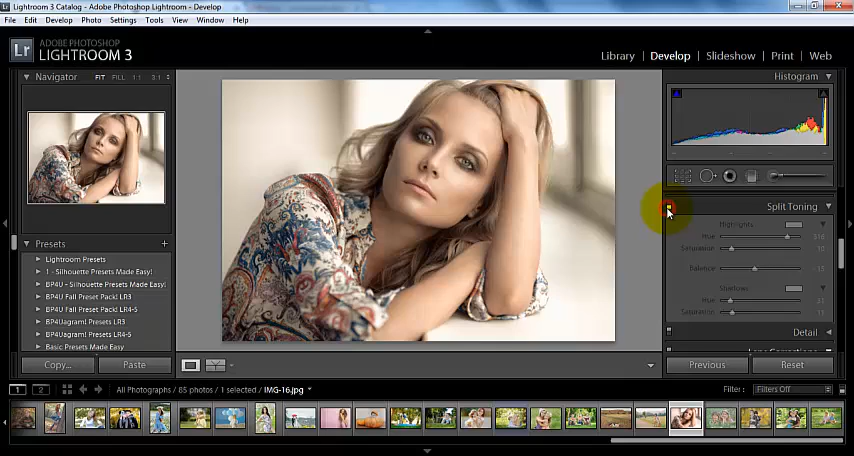 Lightroom 3 Catalog - Adobe Photoshop Lightroom - Develop
File Edit Develop Photo Settings Tools View Window Help
Lr ADOBE PHOTOSHOP
LIGHTROOM 3
Library | Develop | Slideshow | Print | Web
Navigator FIT FILL 1:1 3:1
Histogram
Split Toning
Highlights
Hue
Saturation
Balance
Shadows
Hue
Saturation
Detail
Presets +
Lightroom Presets
1 - Silhouette Presets Made Easy!
BP4U - Silhouette Presets Made Easy!
BP4U Fall Preset Pack! LR3
BP4U Fall Preset Pack! LR4-5
BP4Uagram! Presets LR3
BP4Uagram! Presets LR4-5
Basic Presets Made Easy
Copy... Paste
Previous Reset
1 2 All Photographs / 85 photos / 1 selected / IMG-16.jpg
Filter : Filters Off